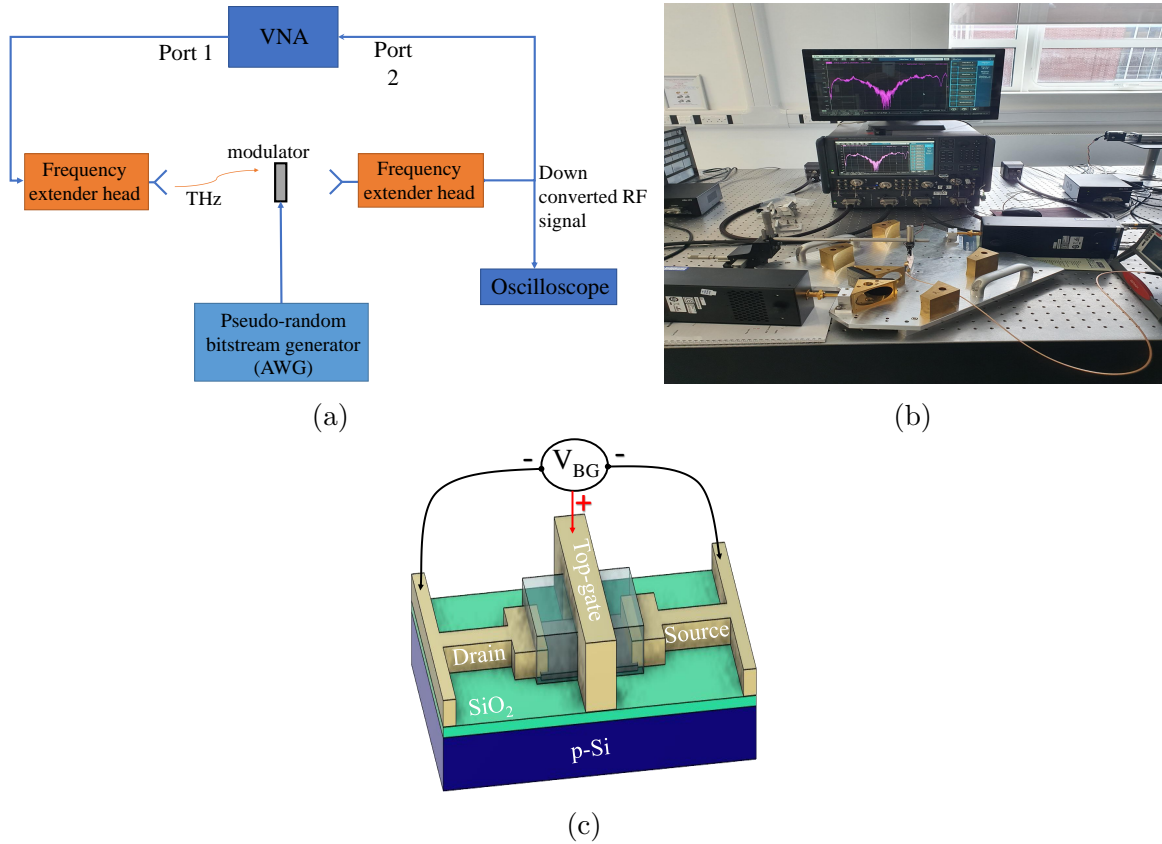 VNA
Port 1
Port
2
modulator
Frequency
extender head
THz
Frequency
extender head
Down
converted RF
signal
Oscilloscope
Pseudo-random
bitstream generator
(AWG)
(a)
(b)
-
V_BG
-
+
Top-gate
Drain
Source
SiO₂
p-Si
(c)